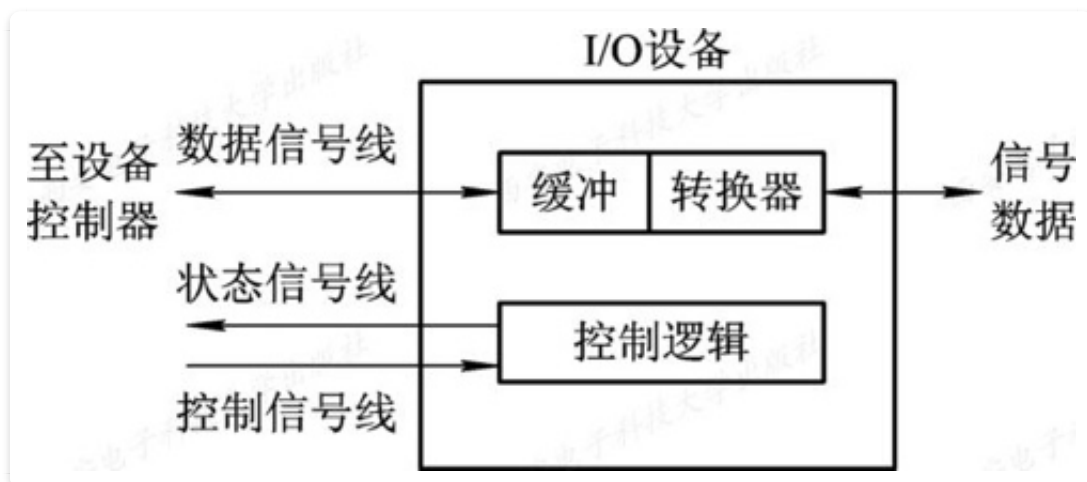 I/O设备
数据信号线
至设备
控制器
缓冲
转换器
信号
数据
状态信号线
控制逻辑
控制信号线